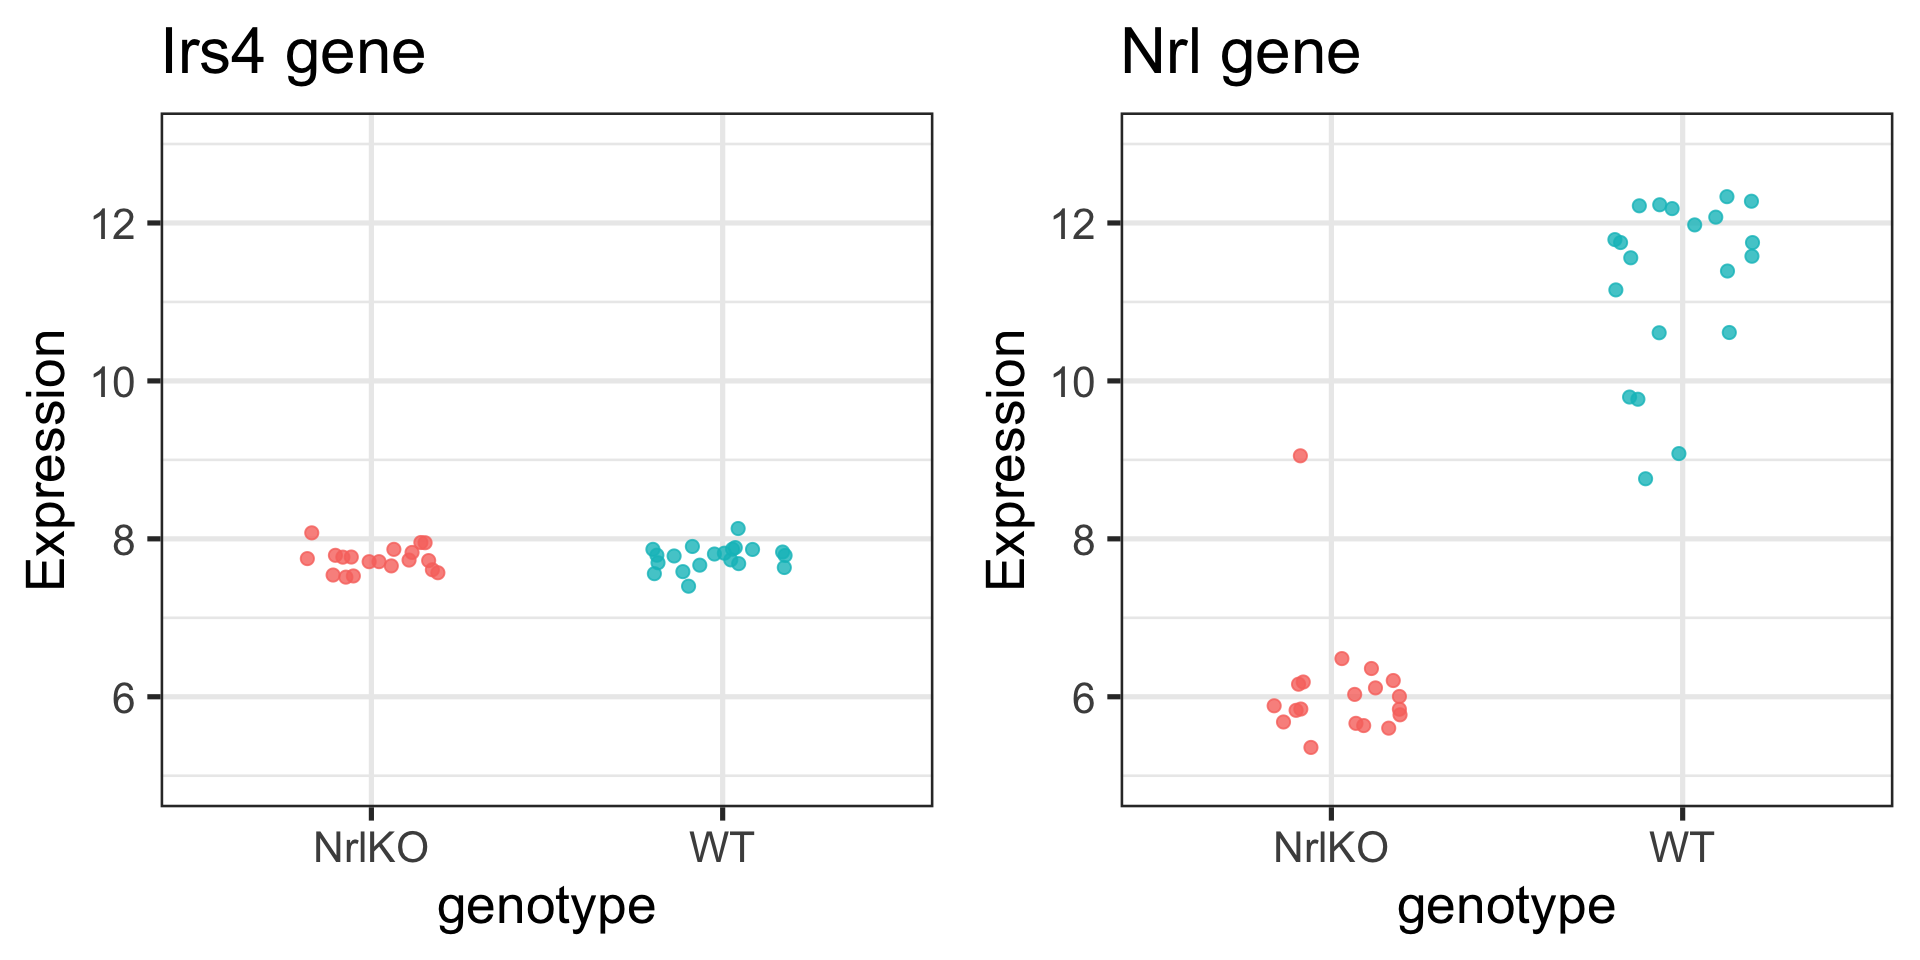 Irs4 gene
Expression
12
10
8
6
NrlKO WT
genotype
Nrl gene
Expression
12
10
8
6
NrlKO WT
genotype